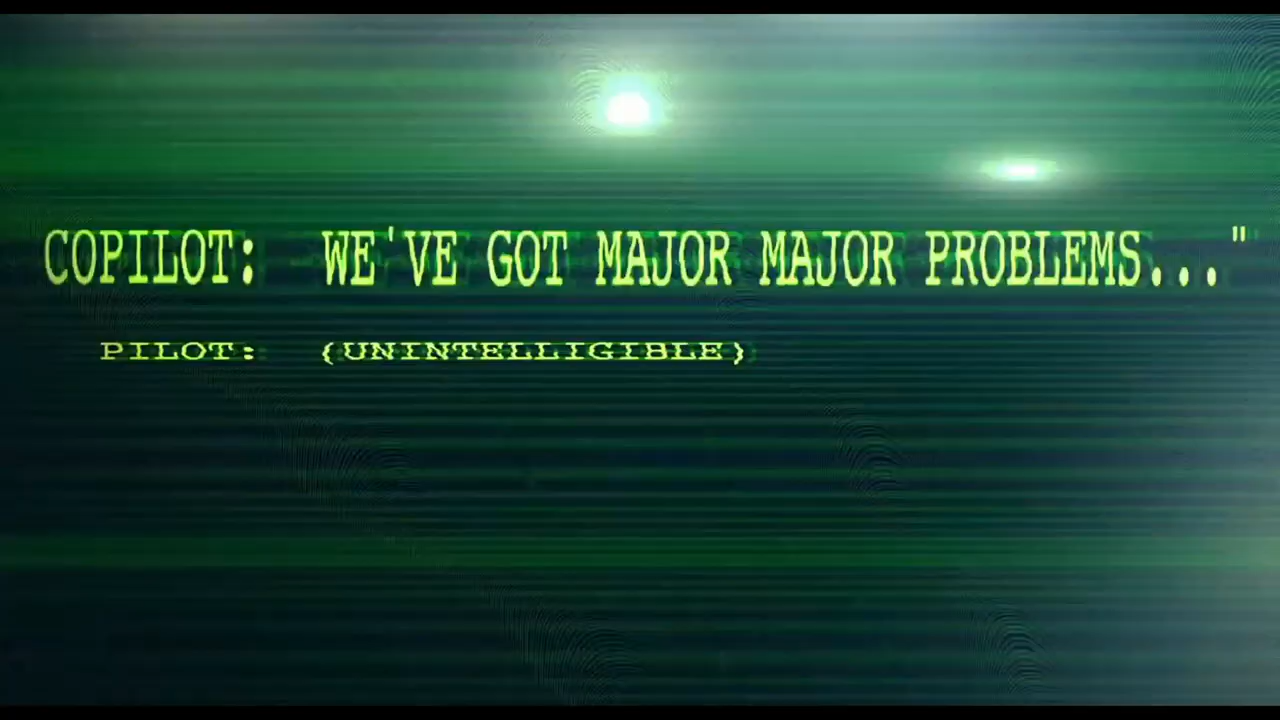 COPILOT: WE'VE GOT MAJOR MAJOR PROBLEMS..."
PILOT: (UNINTELLIGIBLE)